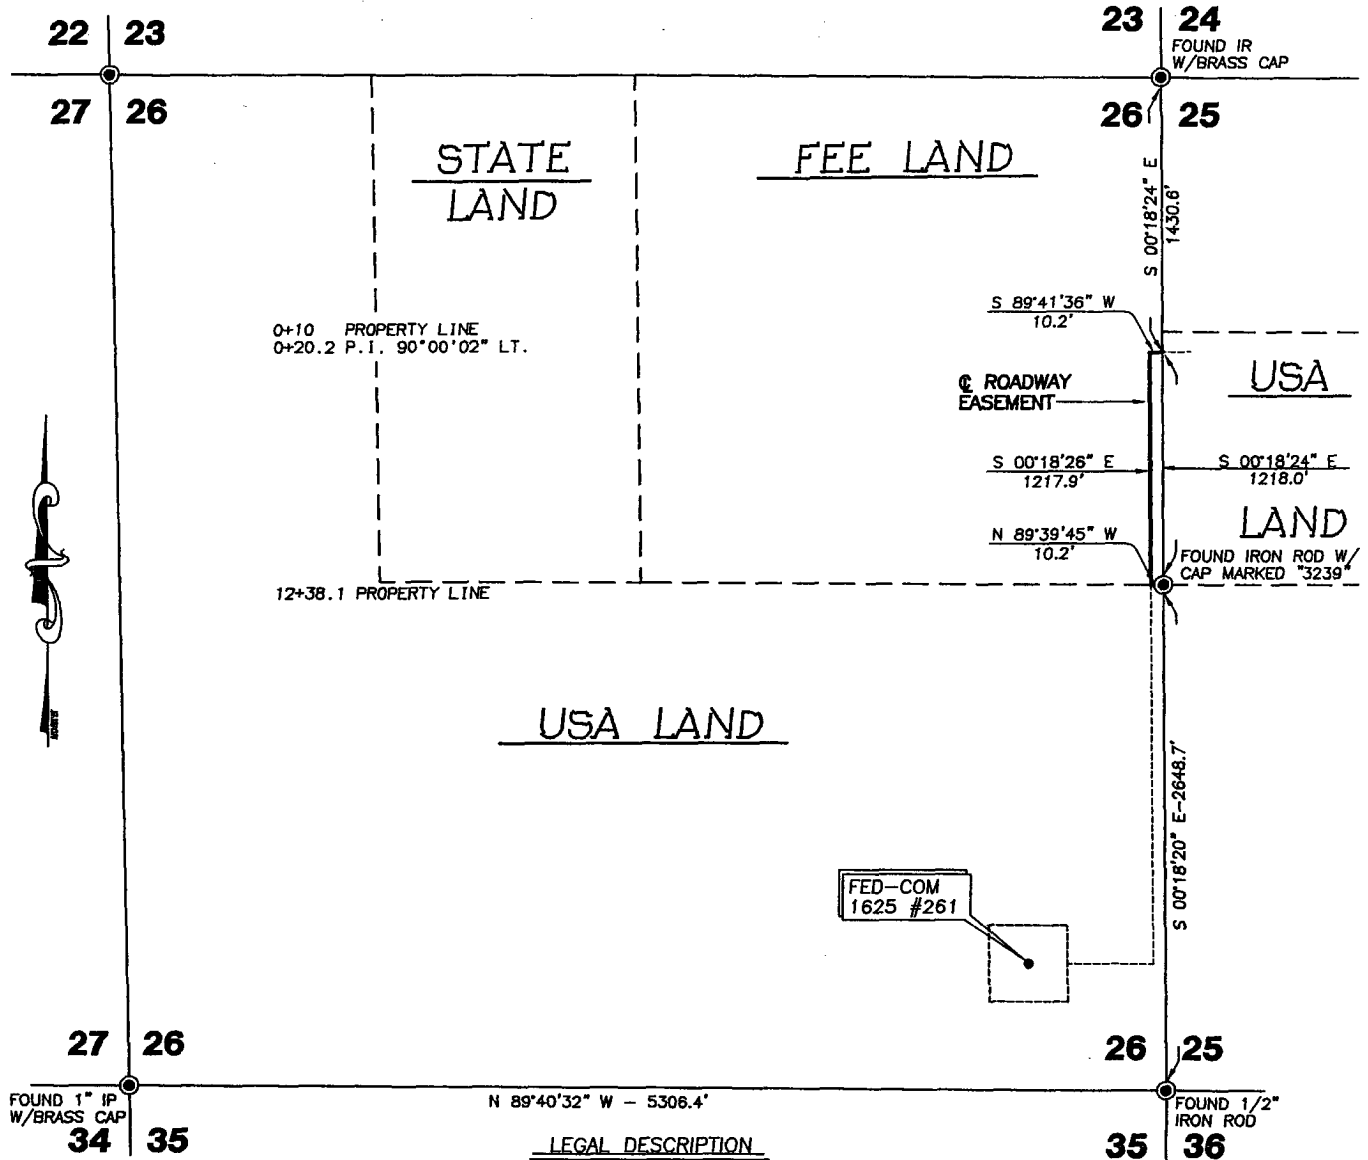 22 23
23 24
FOUND IR
W/BRASS CAP
27 26
26 25
STATE
LAND
FEE LAND
S 00°18'24" E
1430.6'
S 89°41'36" W
10.2'
0+10 PROPERTY LINE
0+20.2 P.I. 90°00'02" LT.
USA
℄ ROADWAY
EASEMENT
S 00°18'26" E
1217.9'
S 00°18'24" E
1218.0'
LAND
N 89°39'45" W
10.2'
FOUND IRON ROD W/
CAP MARKED "3239"
12+38.1 PROPERTY LINE
USA LAND
S 00°18'20" E-2648.7'
FED-COM
1625 #261
27 26
26 25
FOUND 1" IP
W/BRASS CAP
N 89°40'32" W - 5306.4'
FOUND 1/2"
IRON ROD
34 35
LEGAL DESCRIPTION
35 36